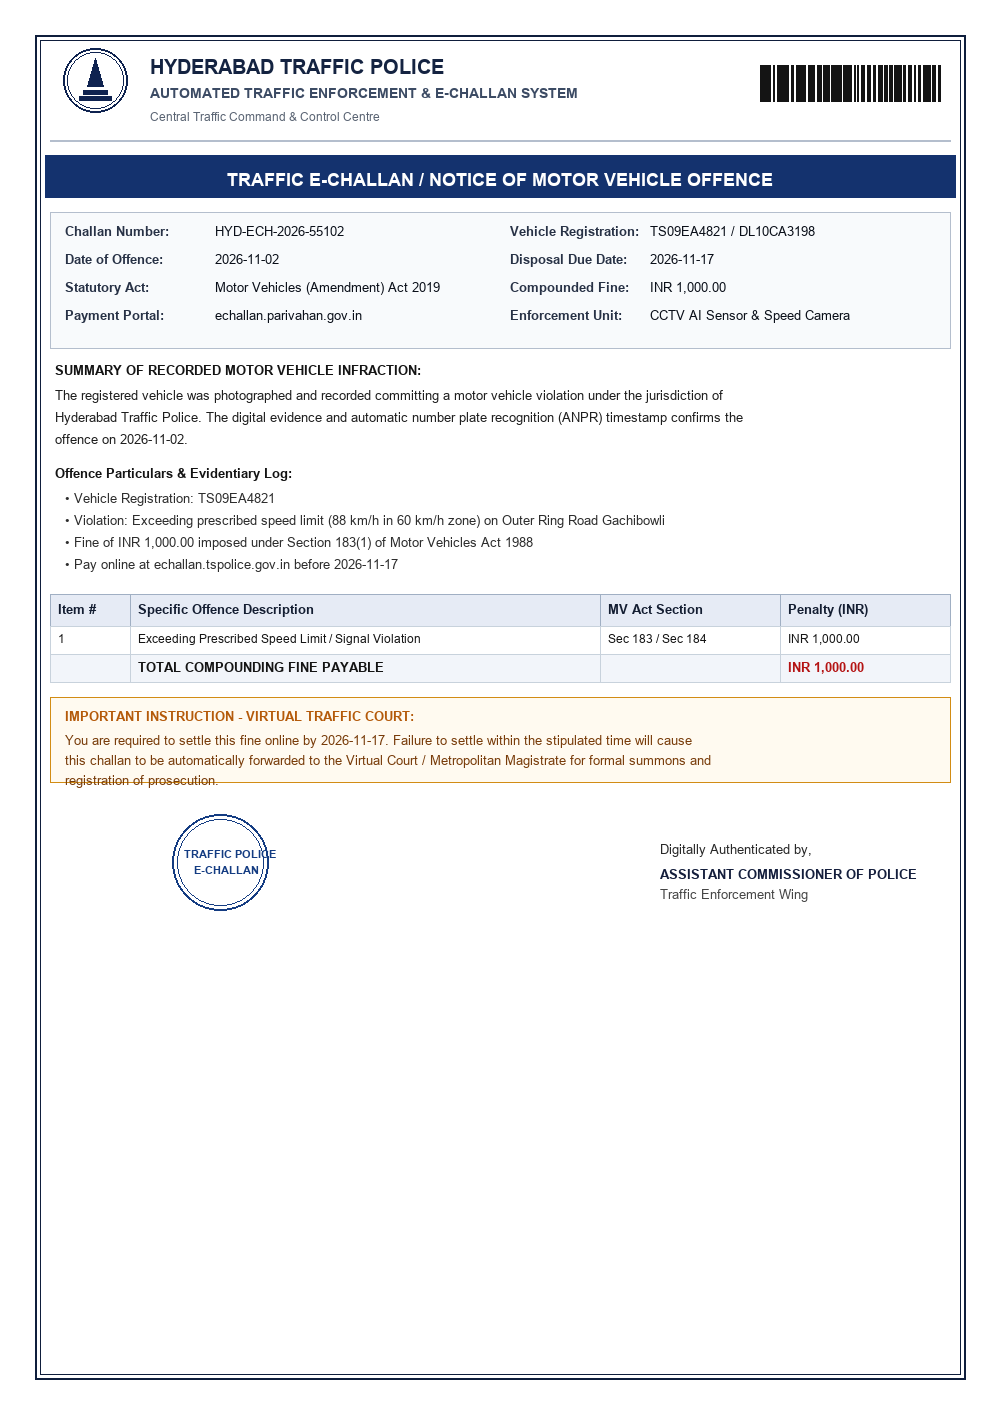 HYDERABAD TRAFFIC POLICE
AUTOMATED TRAFFIC ENFORCEMENT & E-CHALLAN SYSTEM
Central Traffic Command & Control Centre
TRAFFIC E-CHALLAN / NOTICE OF MOTOR VEHICLE OFFENCE
Challan Number: HYD-ECH-2026-55102 Vehicle Registration: TS09EA4821 / DL10CA3198
Date of Offence: 2026-11-02 Disposal Due Date: 2026-11-17
Statutory Act: Motor Vehicles (Amendment) Act 2019 Compounded Fine: INR 1,000.00
Payment Portal: echallan.parivahan.gov.in Enforcement Unit: CCTV AI Sensor & Speed Camera
SUMMARY OF RECORDED MOTOR VEHICLE INFRACTION:
The registered vehicle was photographed and recorded committing a motor vehicle violation under the jurisdiction of
Hyderabad Traffic Police. The digital evidence and automatic number plate recognition (ANPR) timestamp confirms the
offence on 2026-11-02.
Offence Particulars & Evidentiary Log:
• Vehicle Registration: TS09EA4821
• Violation: Exceeding prescribed speed limit (88 km/h in 60 km/h zone) on Outer Ring Road Gachibowli
• Fine of INR 1,000.00 imposed under Section 183(1) of Motor Vehicles Act 1988
• Pay online at echallan.tspolice.gov.in before 2026-11-17
Item # Specific Offence Description MV Act Section Penalty (INR)
1 Exceeding Prescribed Speed Limit / Signal Violation Sec 183 / Sec 184 INR 1,000.00
TOTAL COMPOUNDING FINE PAYABLE INR 1,000.00
IMPORTANT INSTRUCTION - VIRTUAL TRAFFIC COURT:
You are required to settle this fine online by 2026-11-17. Failure to settle within the stipulated time will cause
this challan to be automatically forwarded to the Virtual Court / Metropolitan Magistrate for formal summons and
registration of prosecution.
TRAFFIC POLICE
E-CHALLAN
Digitally Authenticated by,
ASSISTANT COMMISSIONER OF POLICE
Traffic Enforcement Wing